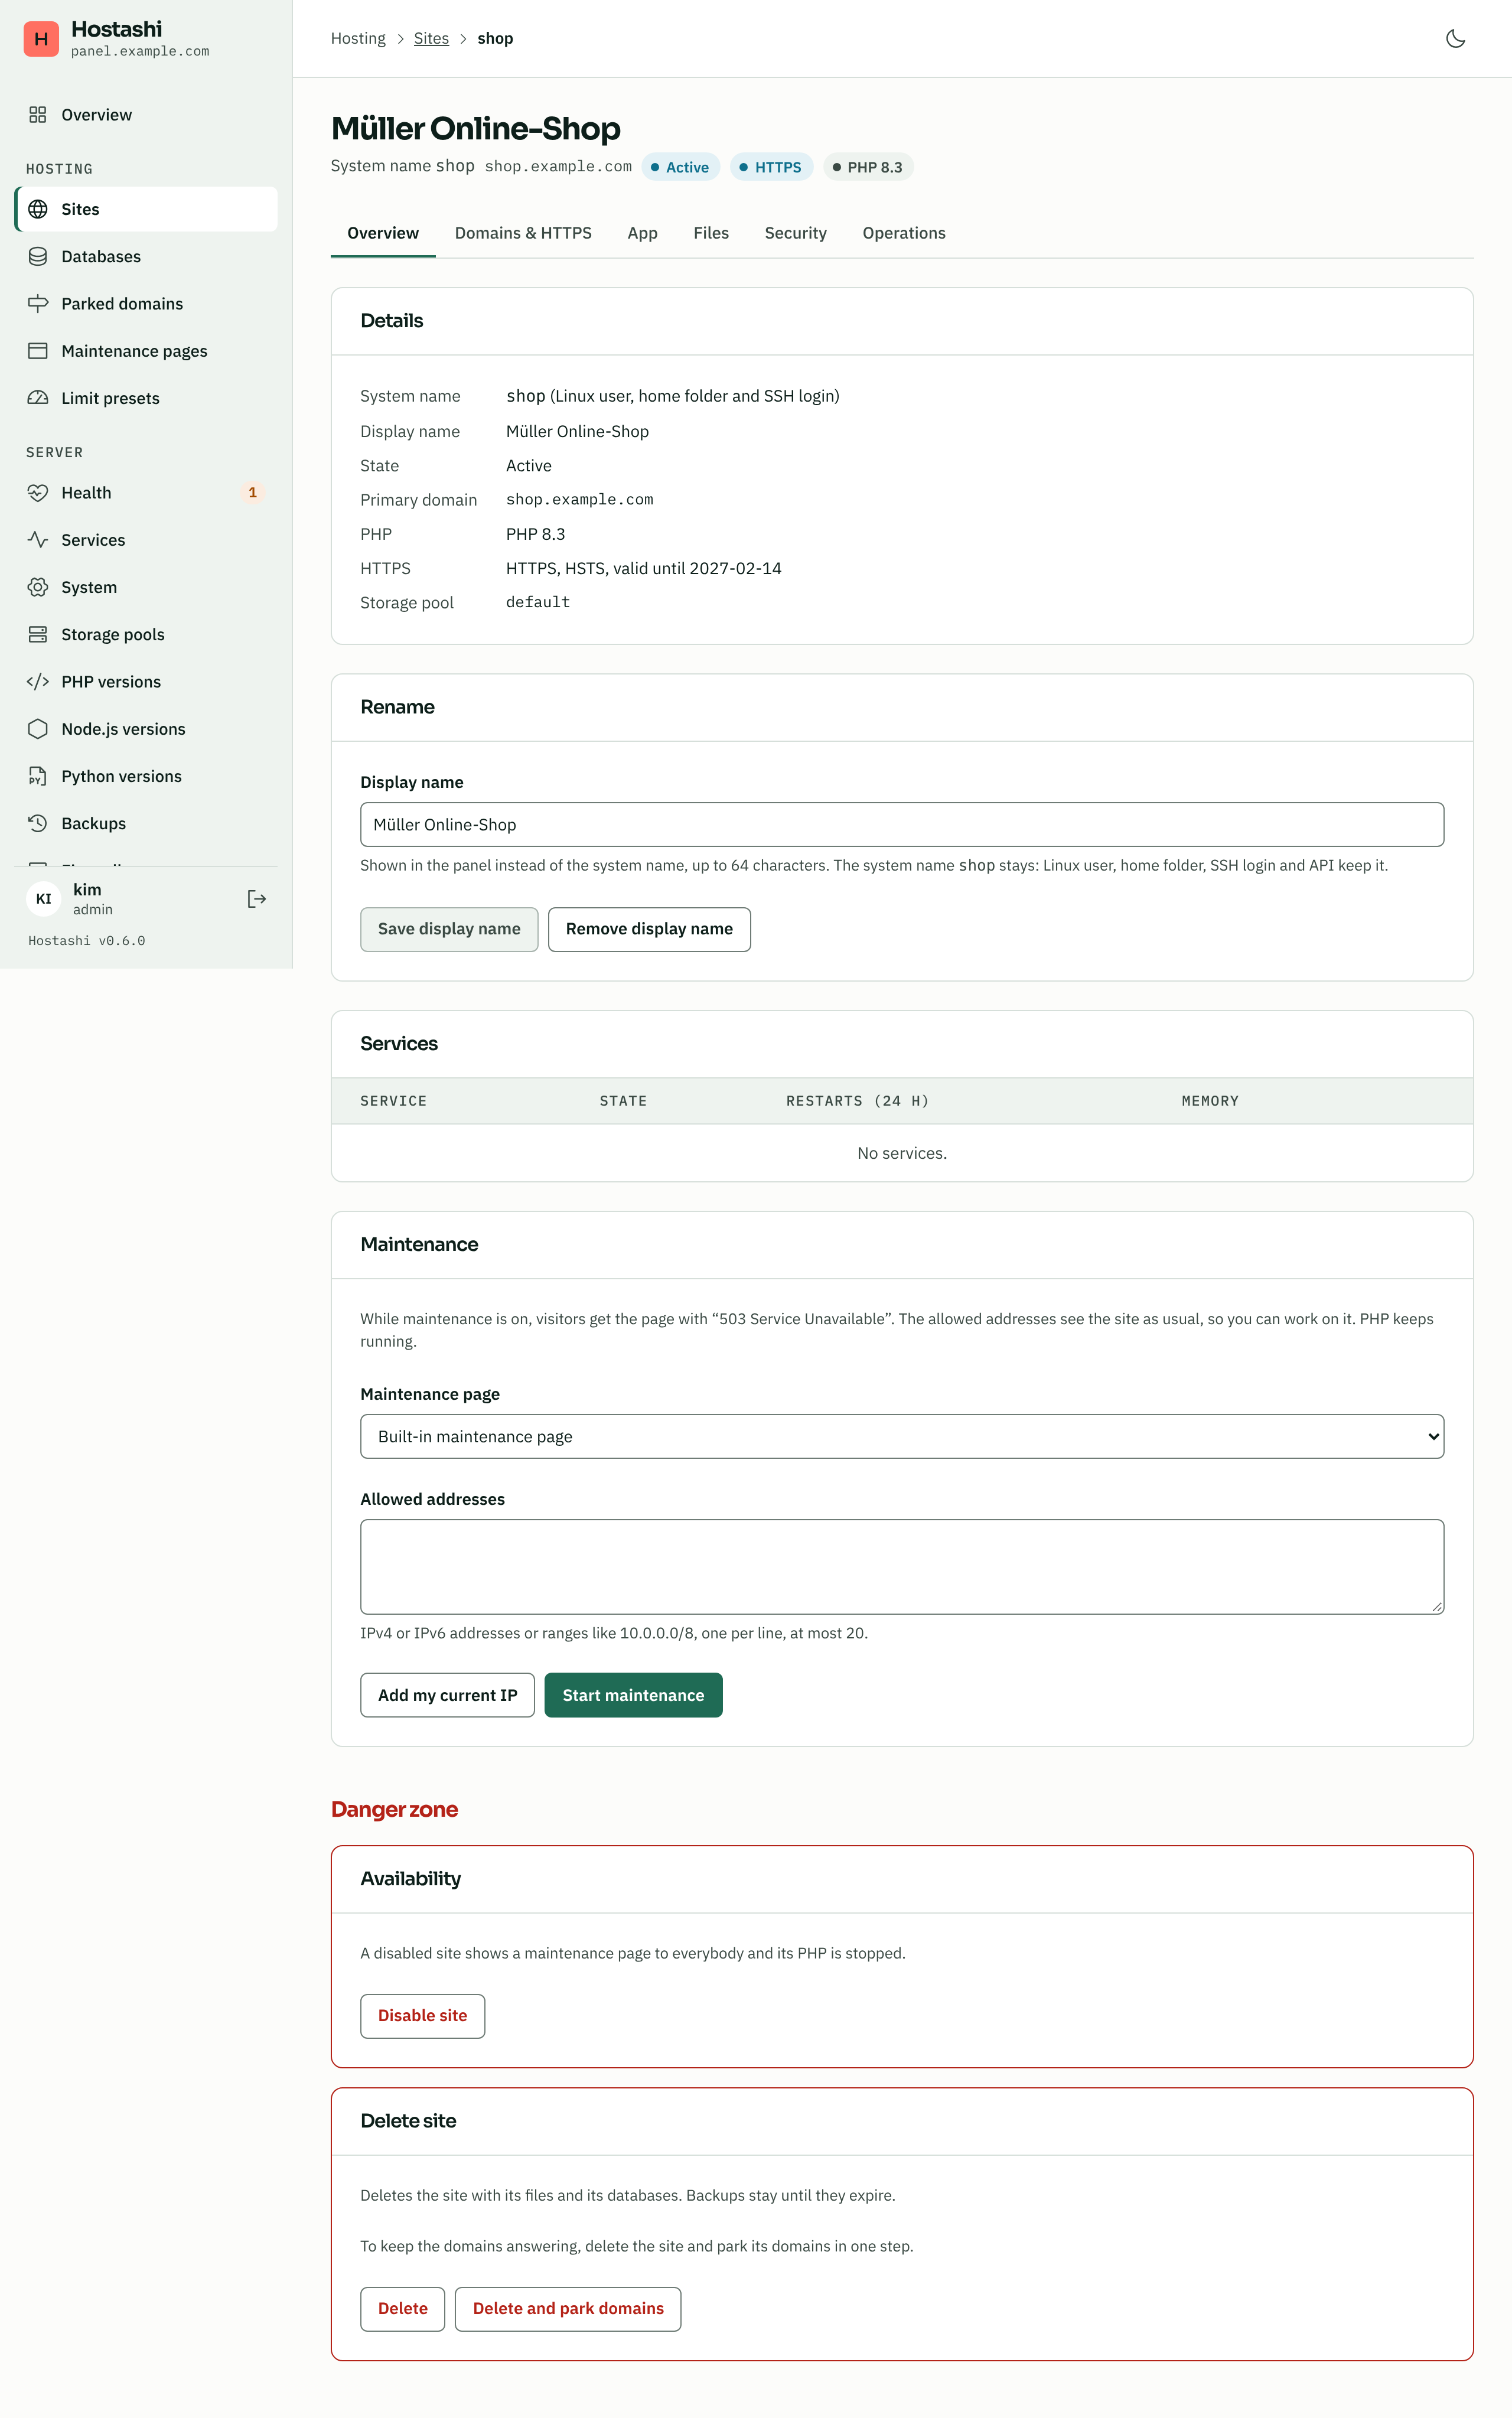 H
Hostashi
panel.example.com
Overview
HOSTING
Sites
Databases
Parked domains
Maintenance pages
Limit presets
SERVER
Health 1
Services
System
Storage pools
PHP versions
Node.js versions
PY Python versions
Backups
KI
kim
admin
Hostashi v0.6.0
Hosting > Sites > shop
Müller Online-Shop
System name shop shop.example.com Active HTTPS PHP 8.3
Overview Domains & HTTPS App Files Security Operations
Details
System name shop (Linux user, home folder and SSH login)
Display name Müller Online-Shop
State Active
Primary domain shop.example.com
PHP PHP 8.3
HTTPS HTTPS, HSTS, valid until 2027-02-14
Storage pool default
Rename
Display name
Müller Online-Shop
Shown in the panel instead of the system name, up to 64 characters. The system name shop stays: Linux user, home folder, SSH login and API keep it.
Save display name Remove display name
Services
SERVICE STATE RESTARTS (24 H) MEMORY
No services.
Maintenance
While maintenance is on, visitors get the page with “503 Service Unavailable”. The allowed addresses see the site as usual, so you can work on it. PHP keeps
running.
Maintenance page
Built-in maintenance page
Allowed addresses
IPv4 or IPv6 addresses or ranges like 10.0.0.0/8, one per line, at most 20.
Add my current IP Start maintenance
Danger zone
Availability
A disabled site shows a maintenance page to everybody and its PHP is stopped.
Disable site
Delete site
Deletes the site with its files and its databases. Backups stay until they expire.
To keep the domains answering, delete the site and park its domains in one step.
Delete Delete and park domains